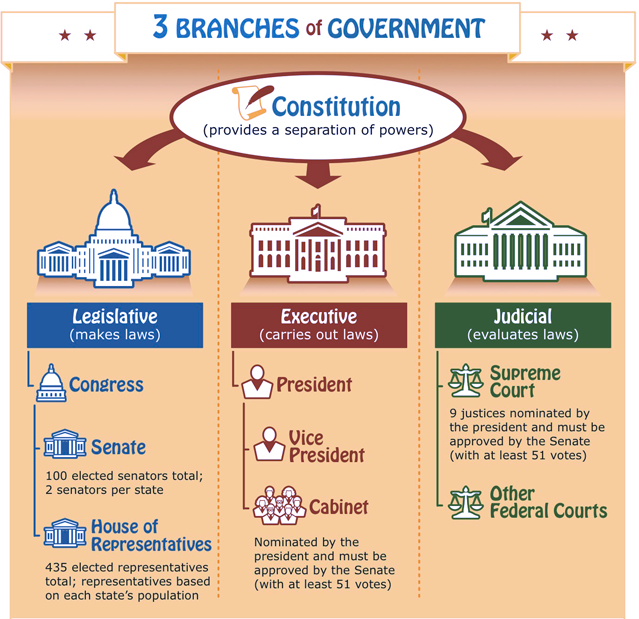 3 BRANCHES of GOVERNMENT
Constitution
(provides a separation of powers)
Legislative
(makes laws)
Congress
Senate
100 elected senators total;
2 senators per state
House of
Representatives
435 elected representatives
total; representatives based
on each state's population
Executive
(carries out laws)
President
Vice
President
Cabinet
Nominated by the
president and must be
approved by the Senate
(with at least 51 votes)
Judicial
(evaluates laws)
Supreme
Court
9 justices nominated by
the president and must be
approved by the Senate
(with at least 51 votes)
Other
Federal Courts